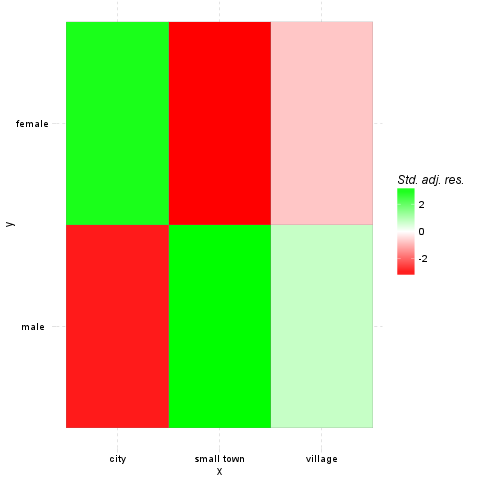 female
Std. adj. res.
2
0
-2
y
male
city
small town
village
x